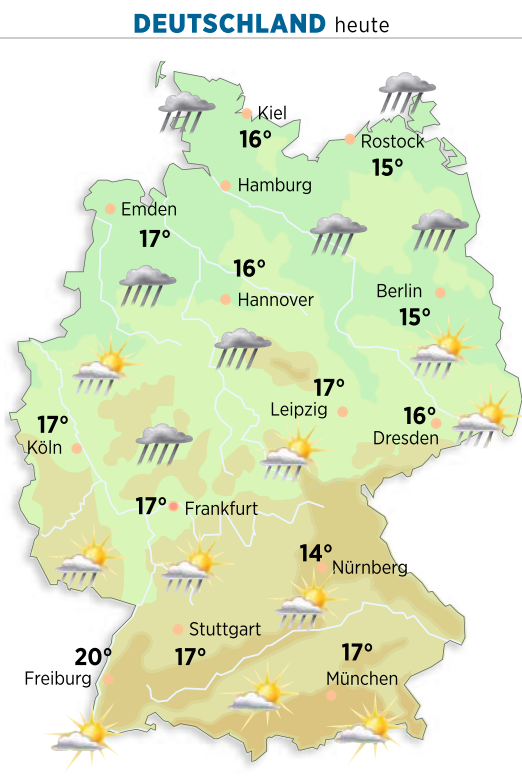 DEUTSCHLAND heute
Kiel
16°
Rostock
15°
Hamburg
Emden
17°
16°
Hannover
Berlin
15°
17°
Leipzig
16°
Dresden
17°
Köln
17° Frankfurt
14°
Nürnberg
Stuttgart
17°
20°
Freiburg
17°
München